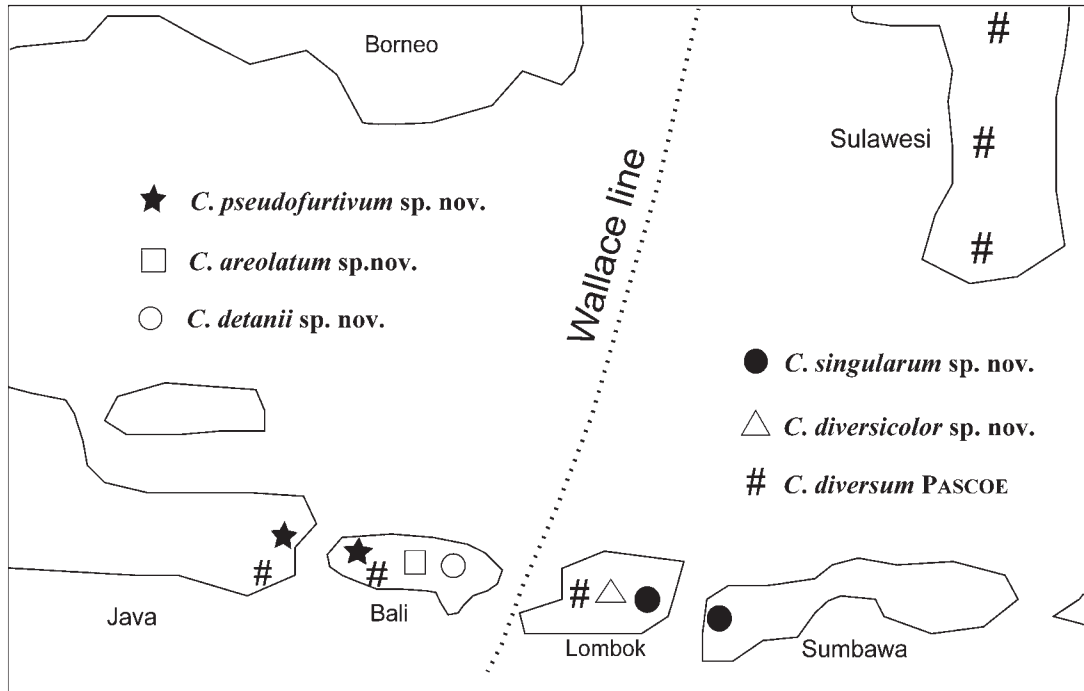 Borneo
Wallace line
Sulawesi
★ C. pseudofurtivum sp. nov.
□ C. areolatum sp.nov.
○ C. detanii sp. nov.
● C. singularum sp. nov.
△ C. diversicolor sp. nov.
# C. diversum PASCOE
#
#
#
#
#
#
Java
Bali
Lombok
Sumbawa